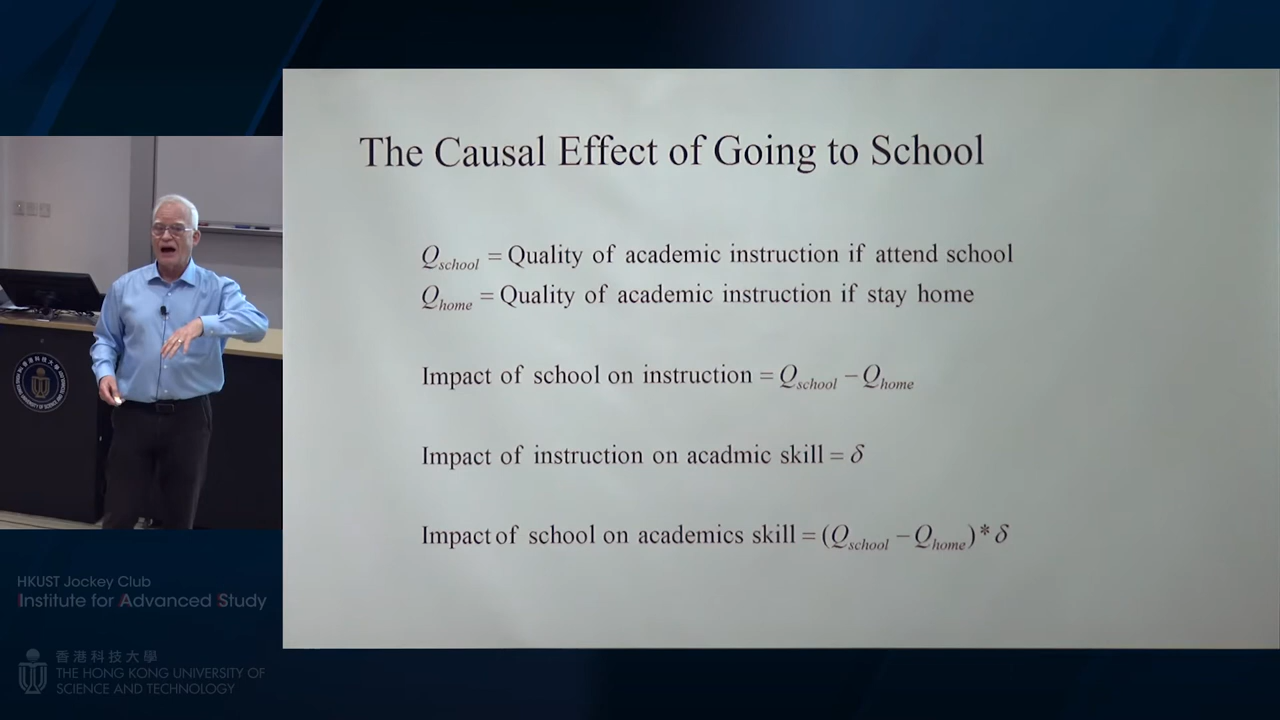 The Causal Effect of Going to School
Q_school = Quality of academic instruction if attend school
Q_home = Quality of academic instruction if stay home
Impact of school on instruction = Q_school − Q_home
Impact of instruction on acadmic skill = δ
Impact of school on academics skill = (Q_school − Q_home) * δ
HKUST Jockey Club
Institute for Advanced Study
香港科技大學
THE HONG KONG UNIVERSITY OF
SCIENCE AND TECHNOLOGY